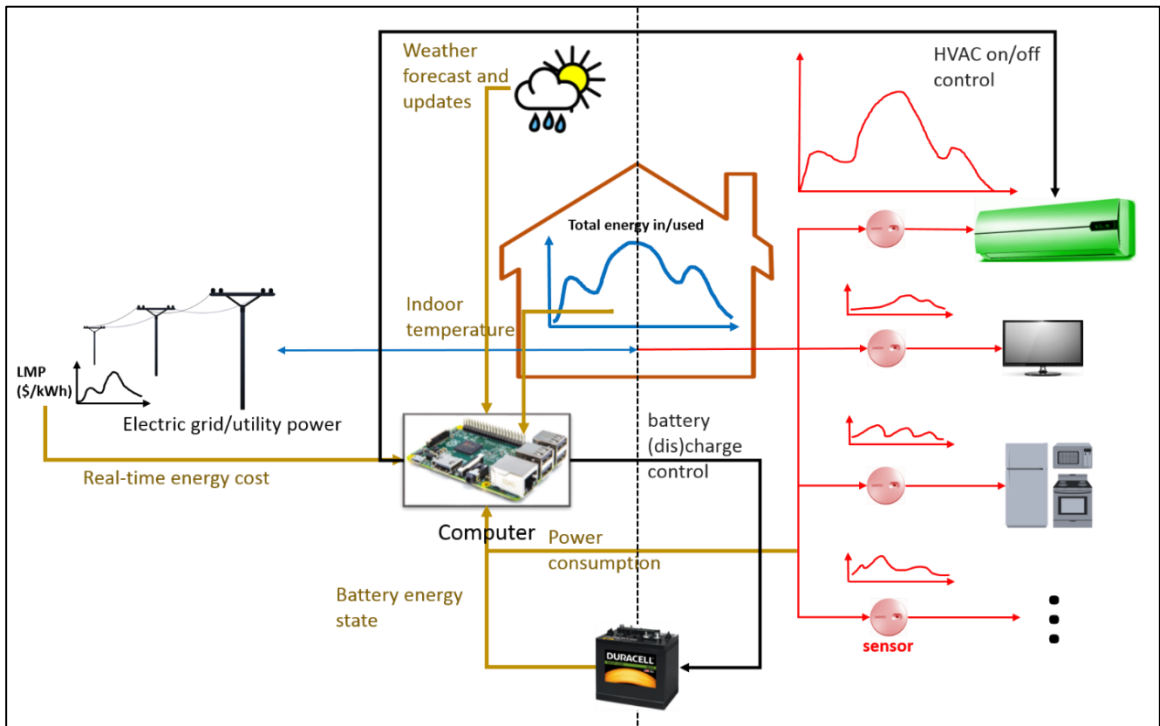 Weather
forecast and
updates
HVAC on/off
control
Total energy in/used
Indoor
temperature
LMP
($/kWh)
Electric grid/utility power
Real-time energy cost
battery
(dis)charge
control
Computer
Power
consumption
Battery energy
state
DURACELL
sensor